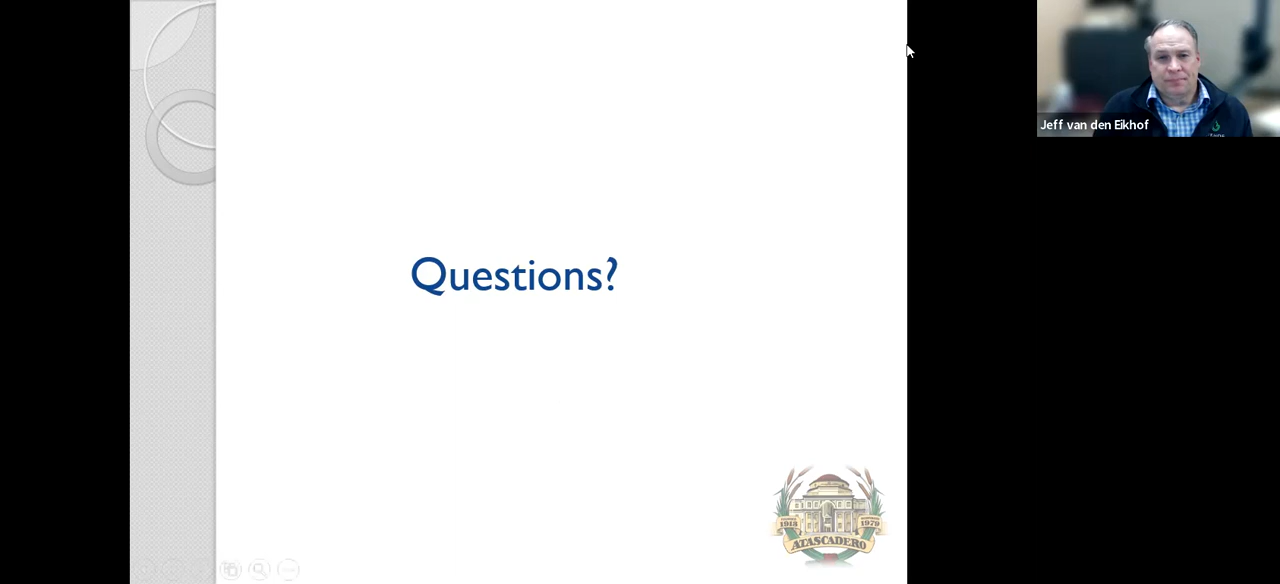 Jeff van den Eikhof
Questions?
1913
1979
ATASCADERO